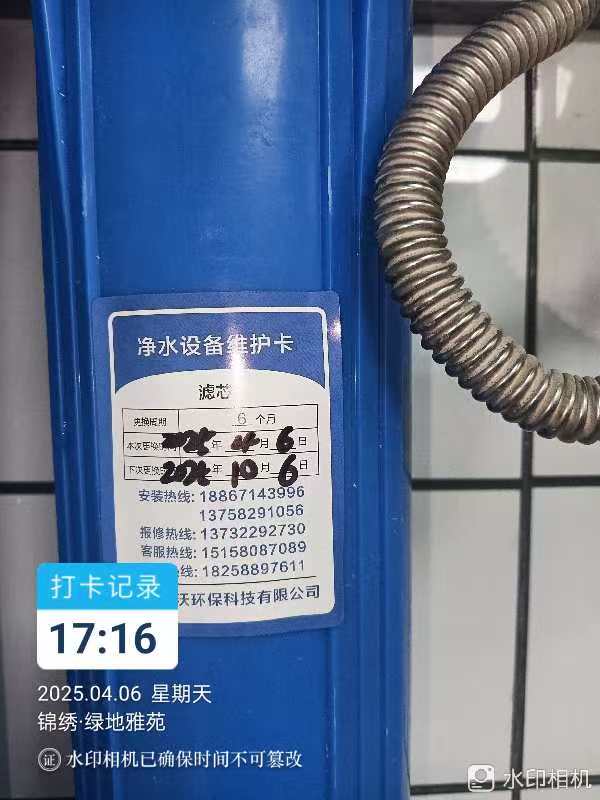 净水设备维护卡
滤芯
更换周期 6 个月
本次更换时间 2025 年 04 月 6 日
下次更换 2025 年 10 月 6 日
安装热线: 18867143996
13758291056
报修热线: 13732292730
客服热线: 15158087089
热线: 18258897611
沃环保科技有限公司
打卡记录
17:16
2025.04.06 星期天
锦绣·绿地雅苑
证 水印相机已确保时间不可篡改
水印相机